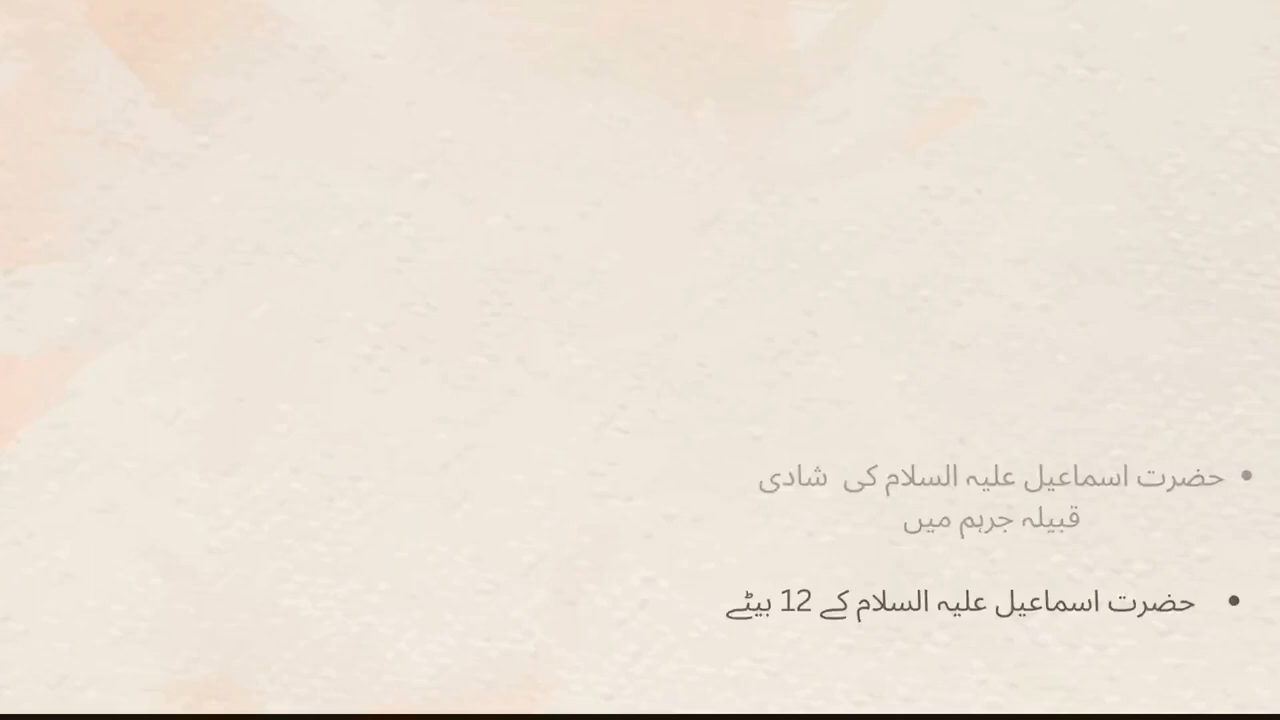 • حضرت اسماعیل علیہ السلام کی شادی
قبیلہ جرہم میں
• حضرت اسماعیل علیہ السلام کے 12 بیٹے